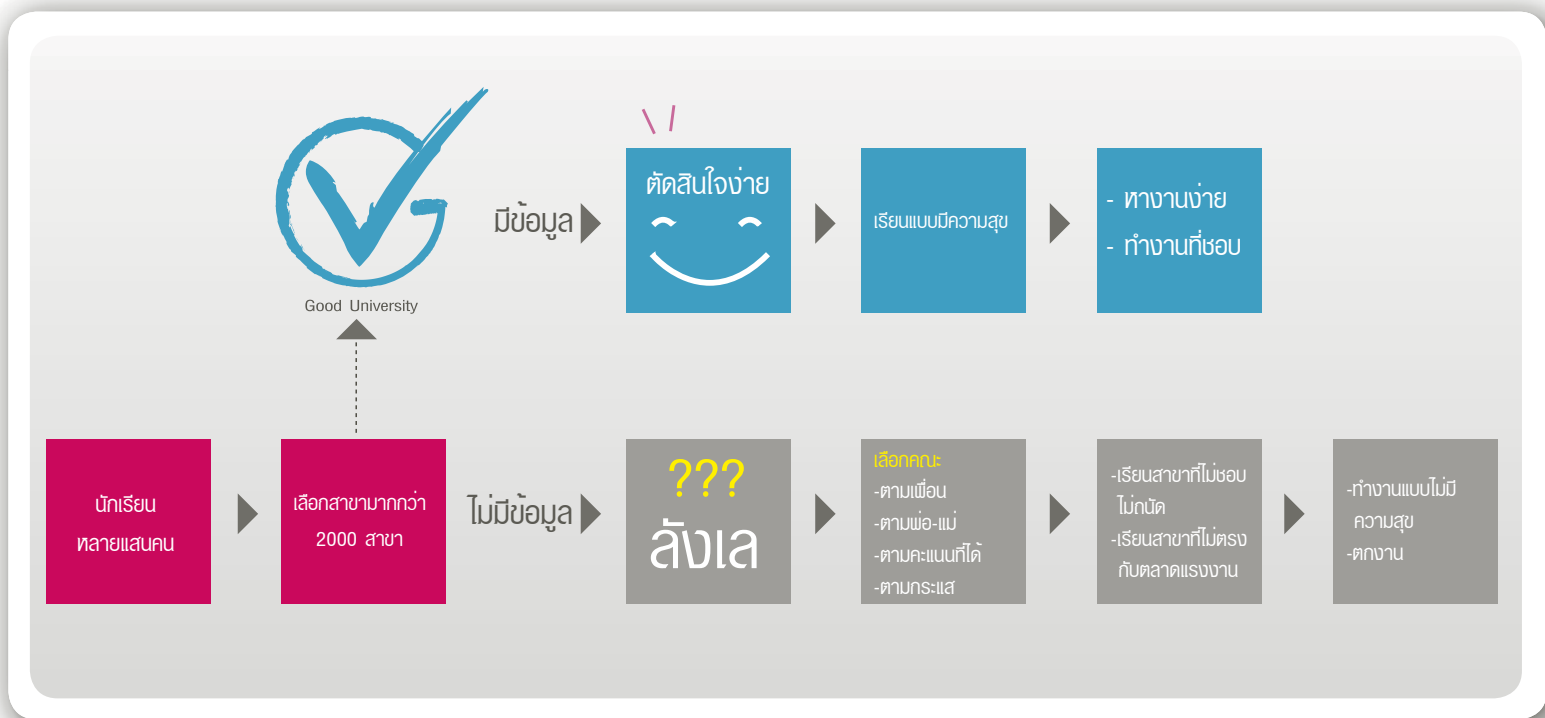 มีข้อมูล
ตัดสินใจง่าย
เรียนแบบมีความสุข
- หางานง่าย
- ทำงานที่ชอบ
Good University
นักเรียน
หลายแสนคน
เลือกสาขามากกว่า
2000 สาขา
ไม่มีข้อมูล
???
ลังเล
เลือกคณะ
-ตามเพื่อน
-ตามพ่อ-แม่
-ตามคะแนนที่ได้
-ตามกระแส
-เรียนสาขาที่ไม่ชอบ
ไม่ถนัด
-เรียนสาขาที่ไม่ตรง
กับตลาดแรงงาน
-ทำงานแบบไม่มี
ความสุข
-ตกงาน